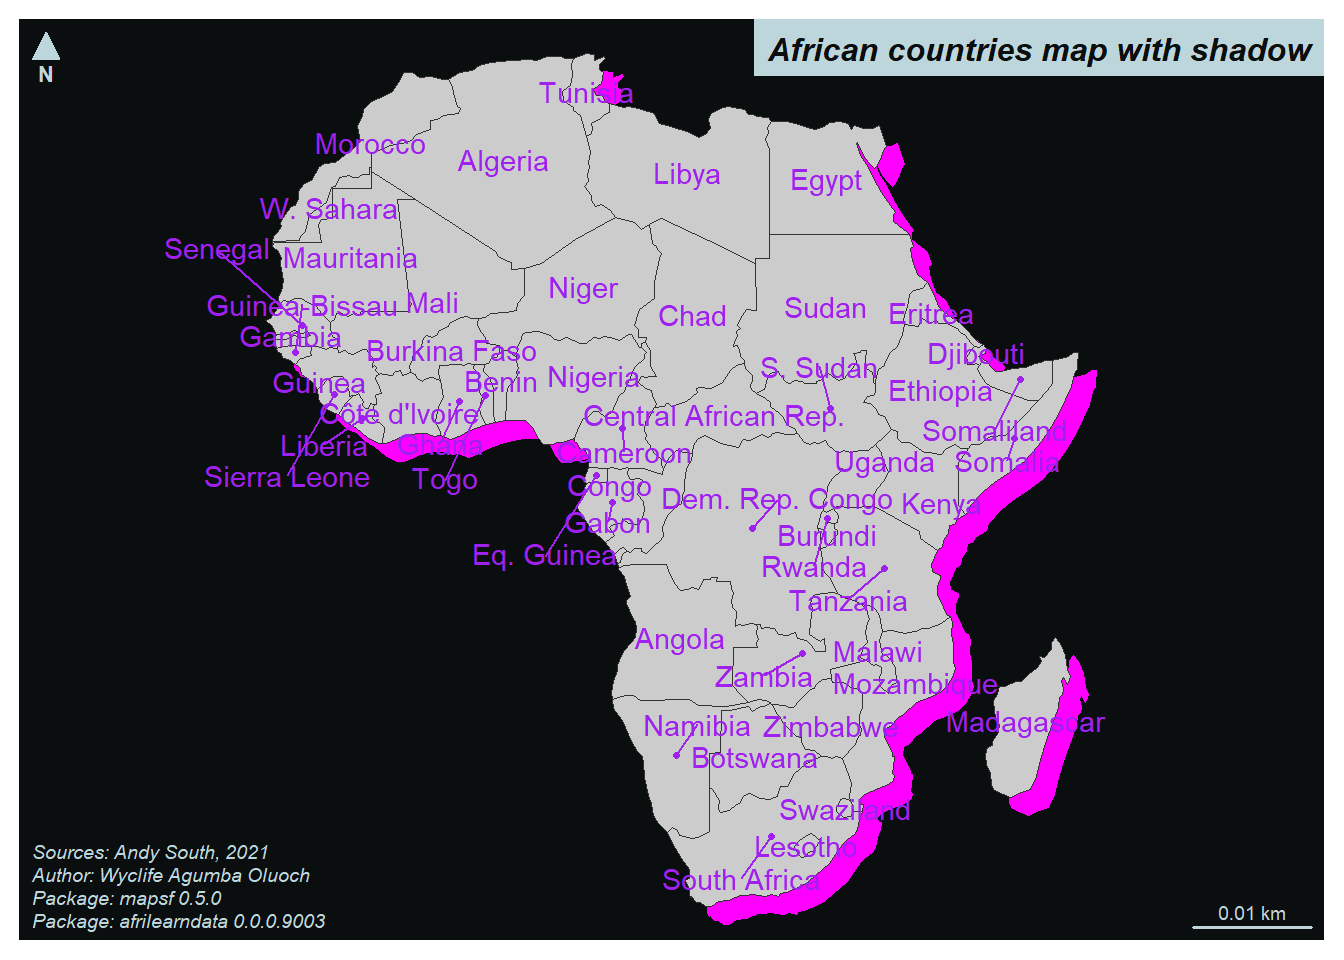 African countries map with shadow
N
Tunisia
Morocco
Algeria
Libya
Egypt
W. Sahara
Senegal
Mauritania
Niger
Guinea-Bissau
Mali
Chad
Sudan
Eritrea
Gambia
Burkina Faso
Djibouti
S. Sudan
Guinea
Benin
Nigeria
Ethiopia
Côte d'Ivoire
Central African Rep.
Somaliland
Liberia
Ghana
Cameroon
Uganda
Somalia
Sierra Leone
Togo
Congo
Dem. Rep. Congo
Kenya
Gabon
Burundi
Eq. Guinea
Rwanda
Tanzania
Angola
Malawi
Zambia
Mozambique
Namibia
Zimbabwe
Madagascar
Botswana
Swaziland
Lesotho
South Africa
Sources: Andy South, 2021
Author: Wyclife Agumba Oluoch
Package: mapsf 0.5.0
Package: afrilearndata 0.0.0.9003
0.01 km